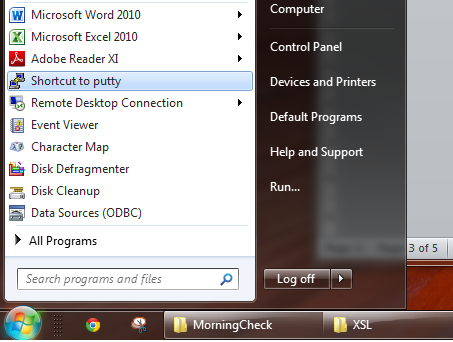 Microsoft Word 2010
Microsoft Excel 2010
Adobe Reader XI
Shortcut to putty
Remote Desktop Connection
Event Viewer
Character Map
Disk Defragmenter
Disk Cleanup
Data Sources (ODBC)
All Programs
Search programs and files
Computer
Control Panel
Devices and Printers
Default Programs
Help and Support
Run...
Log off
3 of 5
MorningCheck
XSL